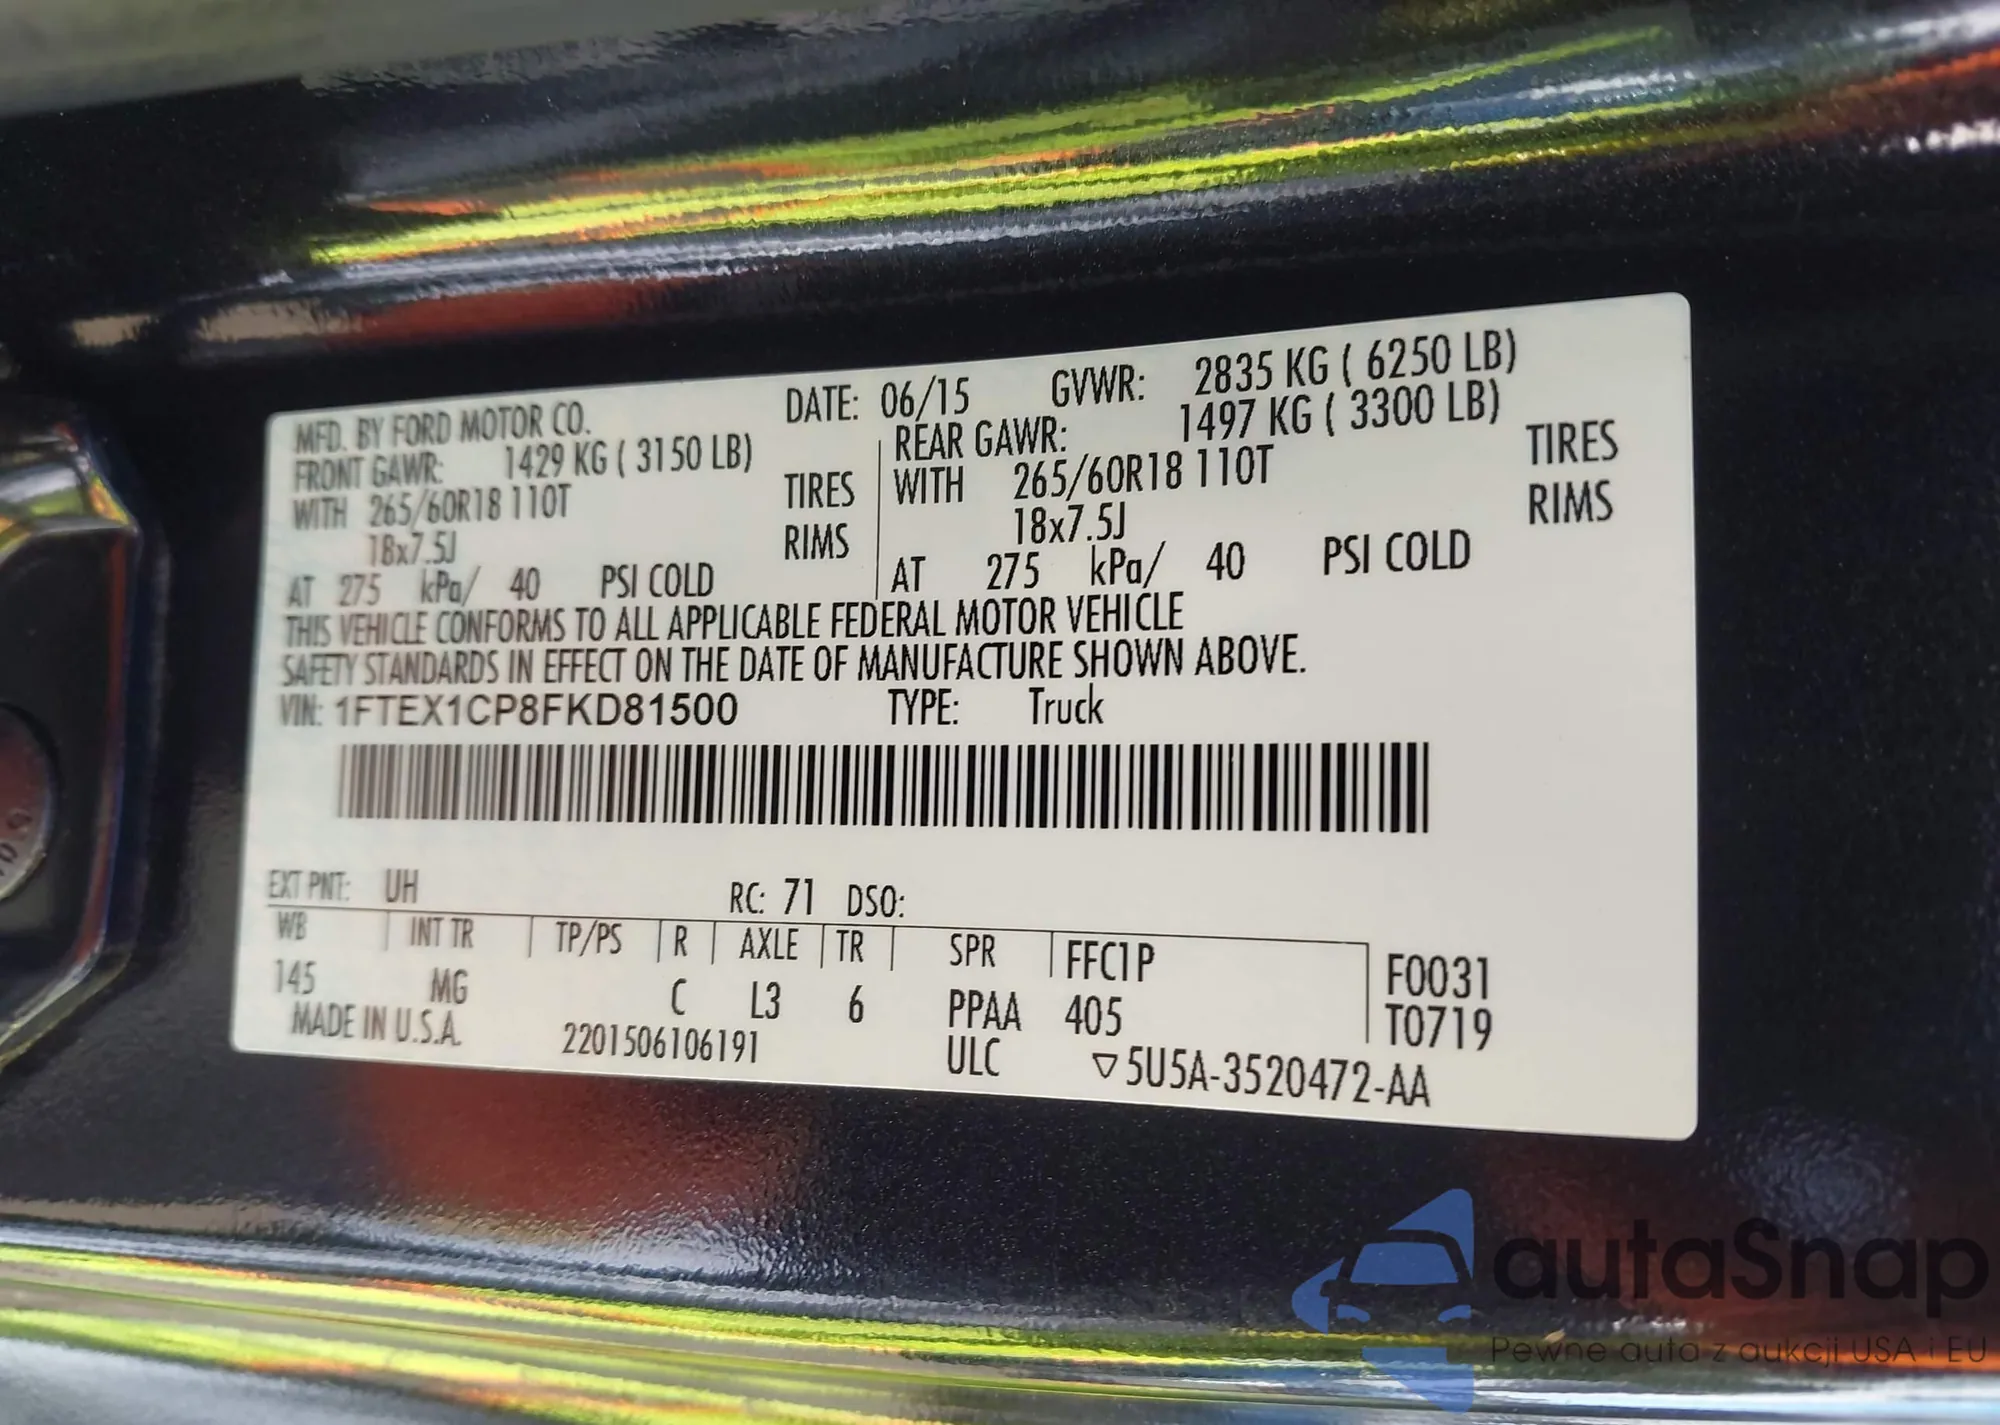 MFD. BY FORD MOTOR CO. DATE: 06/15 GVWR: 2835 KG ( 6250 LB)
FRONT GAWR: 1429 KG ( 3150 LB) REAR GAWR: 1497 KG ( 3300 LB)
WITH 265/60R18 110T TIRES WITH 265/60R18 110T TIRES
18x7.5J RIMS 18x7.5J RIMS
AT 275 kPa/ 40 PSI COLD AT 275 kPa/ 40 PSI COLD
THIS VEHICLE CONFORMS TO ALL APPLICABLE FEDERAL MOTOR VEHICLE
SAFETY STANDARDS IN EFFECT ON THE DATE OF MANUFACTURE SHOWN ABOVE.
VIN: 1FTEX1CP8FKD81500 TYPE: Truck
EXT PNT: UH RC: 71 DSO:
WB INT TR TP/PS R AXLE TR SPR FFC1P F0031
145 MG C L3 6 PPAA 405 T0719
MADE IN U.S.A. 2201506106191 ULC ▽5U5A-3520472-AA
autaSnap
Pewne auta z aukcji USA i EU